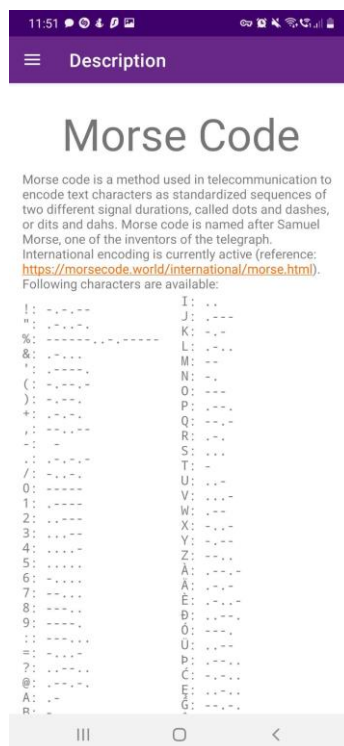 11:51
Description
Morse Code
Morse code is a method used in telecommunication to
encode text characters as standardized sequences of
two different signal durations, called dots and dashes,
or dits and dahs. Morse code is named after Samuel
Morse, one of the inventors of the telegraph.
International encoding is currently active (reference:
https://morsecode.world/international/morse.html).
Following characters are available:
!: -.-.--
": .-..-.
%: ------..-.-----
&: .-...
': .----.
(: -.--.-
): -.--.
+: .-.-.
,: --..--
-:  -
.: .-.-.-
/: -..-.
0: -----
1: .----
2: ..---
3: ...--
4: ....-
5: .....
6: -....
7: --...
8: ---..
9: ----.
:: ---...
=: -...-
?: ..--..
@: .--.-.
A: .-
I: ..
J: .---
K: -.-
L: .-..
M: --
N: -.
O: ---
P: .--.
Q: --.-
R: .-.
S: ...
T: -
U: ..-
V: ...-
W: .--
X: -..-
Y: -.--
Z: --..
À: .--.-
Ä: .-.-
È: .-..-
Ð: ..--.
Ó: ---.
Ü: ..--
Þ: .--..
Ć: -.-..
Ę: ..-..
Ğ: --.-.